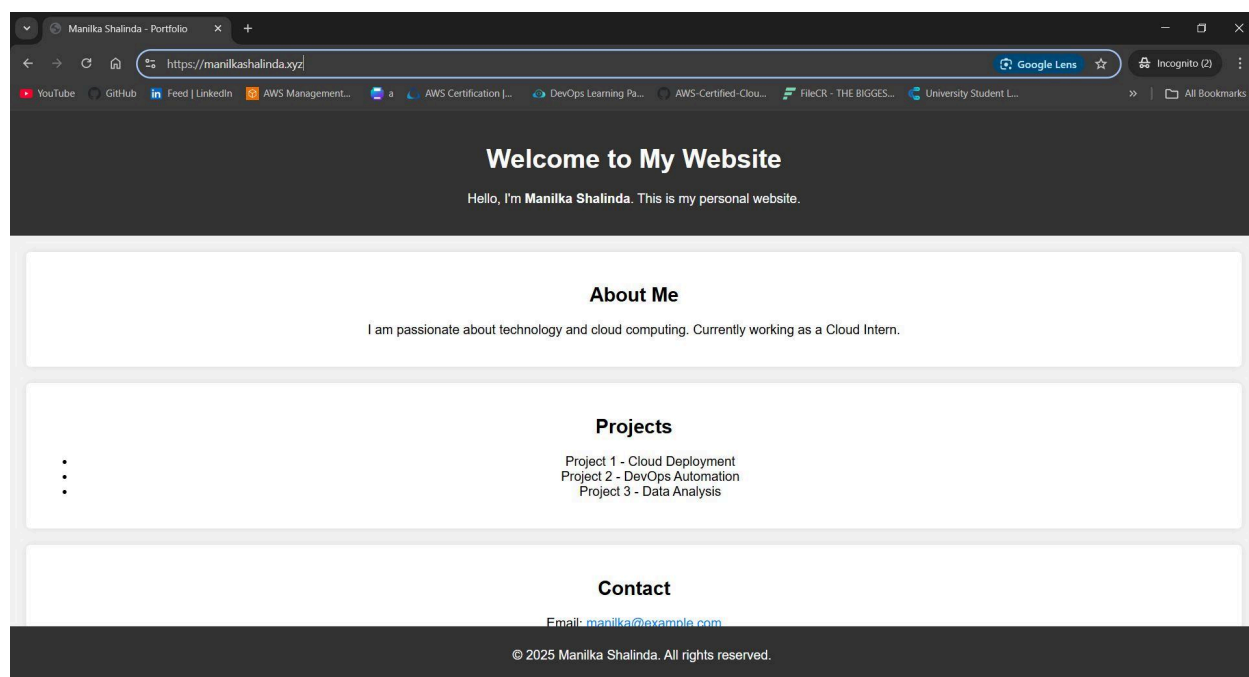 Manilka Shalinda - Portfolio
https://manilkashalinda.xyz
Google Lens
Incognito (2)
YouTube
GitHub
in Feed | LinkedIn
AWS Management...
a
AWS Certification |...
DevOps Learning Pa...
AWS-Certified-Clou...
FileCR - THE BIGGES...
University Student L...
All Bookmarks
Welcome to My Website
Hello, I'm Manilka Shalinda. This is my personal website.
About Me
I am passionate about technology and cloud computing. Currently working as a Cloud Intern.
Projects
Project 1 - Cloud Deployment
Project 2 - DevOps Automation
Project 3 - Data Analysis
Contact
Email: manilka@example.com
© 2025 Manilka Shalinda. All rights reserved.